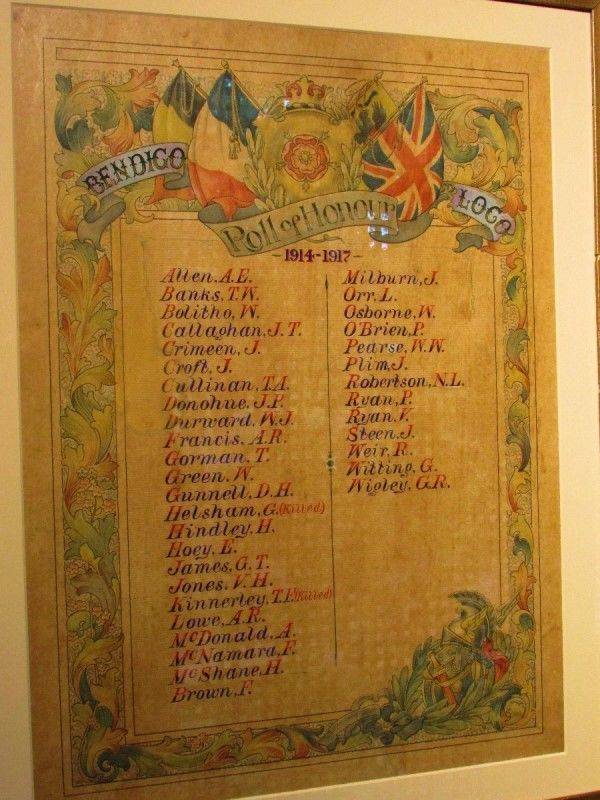 BENDIGO
LOCO
Roll of Honour
-1914-1917-
Allen, A.E.
Banks, T.W.
Bolitho, W.
Callaghan, J.T.
Crimeen, J.
Croft, J.
Cullinan, T.A.
Donohue, J.P.
Durward, W.J.
Francis, A.R.
Gorman, T.
Green, W.
Gunnell, D.H.
Helsham, G. (Killed)
Hindley, H.
Hoey, E.
James, G.T.
Jones, V.H.
Kinnerley, T.F. (Killed)
Lowe, A.R.
McDonald, A.
McNamara, F.
McShane, H.
Brown, F.
Milburn, J.
Orr, L.
Osborne, W.
O'Brien, P.
Pearse, W.W.
Plim, J.
Robertson, N.L.
Ryan, P.
Ryan, V.
Steen, J.
Weir, R.
Witting, G.
Wigley, G.R.